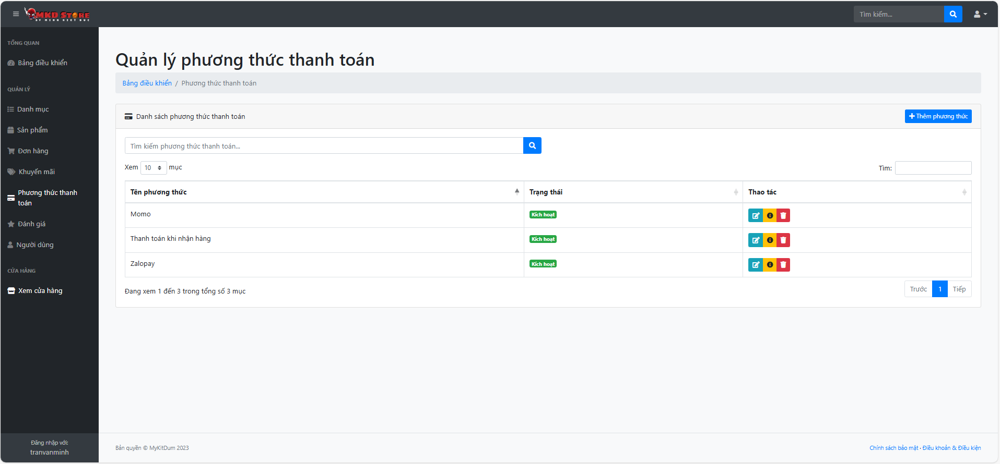 MKD Store
BY MINH KIET DUC
Tìm kiếm...
TỔNG QUAN
Bảng điều khiển
QUẢN LÝ
Danh mục
Sản phẩm
Đơn hàng
Khuyến mãi
Phương thức thanh
toán
Đánh giá
Người dùng
CỬA HÀNG
Xem cửa hàng
Đăng nhập với:
tranvanminh
Quản lý phương thức thanh toán
Bảng điều khiển / Phương thức thanh toán
Danh sách phương thức thanh toán
Thêm phương thức
Tìm kiếm phương thức thanh toán...
Xem 10 mục
Tìm:
Tên phương thức Trạng thái Thao tác
Momo Kích hoạt
Thanh toán khi nhận hàng Kích hoạt
Zalopay Kích hoạt
Đang xem 1 đến 3 trong tổng số 3 mục
Trước 1 Tiếp
Bản quyền © MyKitDum 2023
Chính sách bảo mật · Điều khoản & Điều kiện